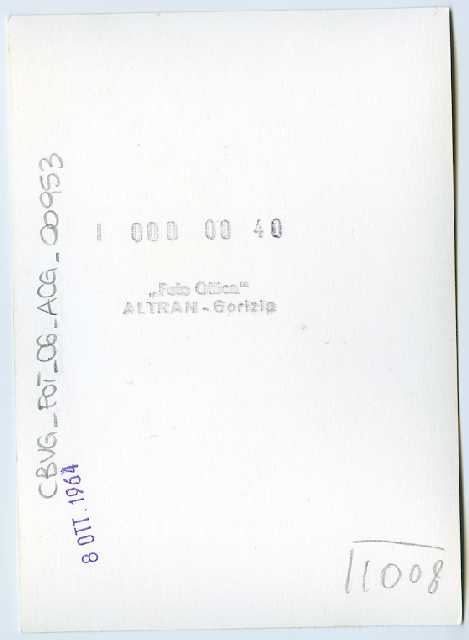 CBVG_FOT_06_ACG_00953
8 OTT. 1964
1 000 00 40
„Foto Ottica“
ALTRAN - Gorizia
11008